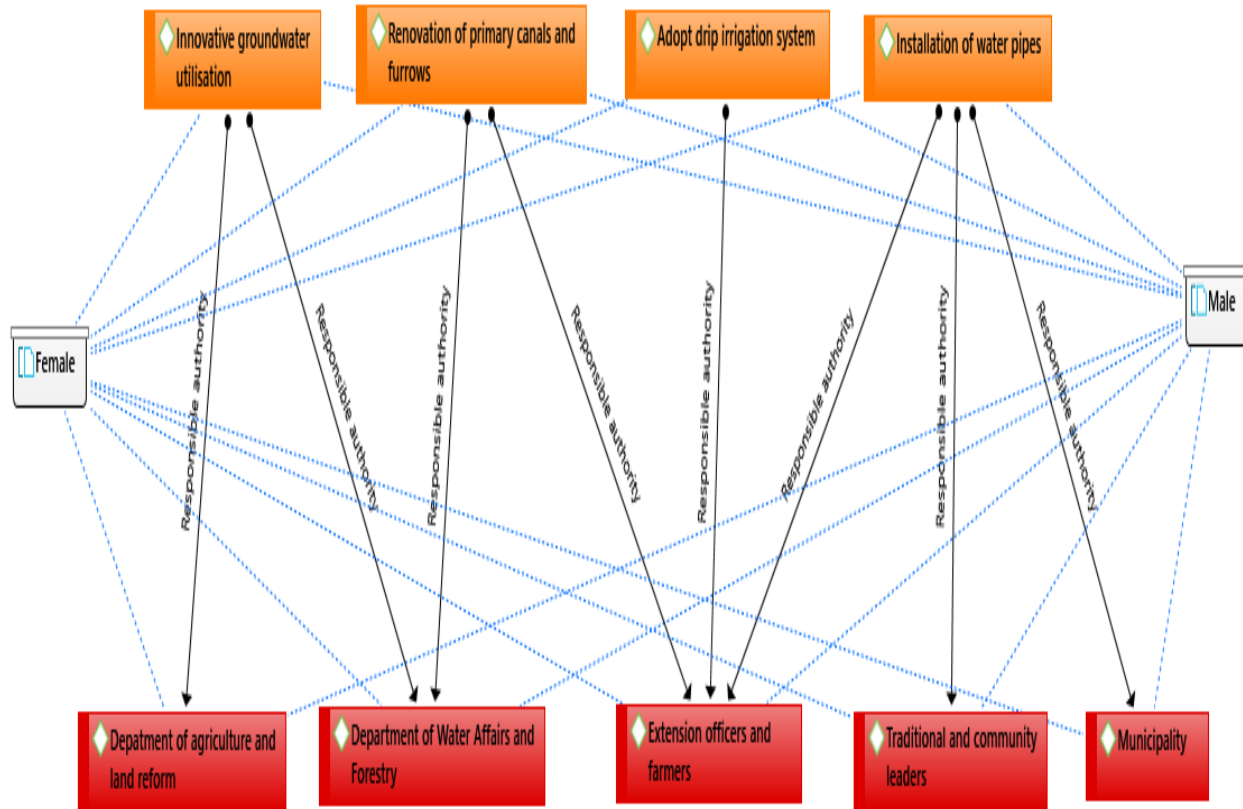 Innovative groundwater
utilisation
Renovation of primary canals and
furrows
Adopt drip irrigation system
Installation of water pipes
Female
Male
Responsible authority
Responsible authority
Responsible authority
Responsible authority
Responsible authority
Responsible authority
Responsible authority
Responsible authority
Depatment of agriculture and
land reform
Department of Water Affairs and
Forestry
Extension officers and
farmers
Traditional and community
leaders
Municipality